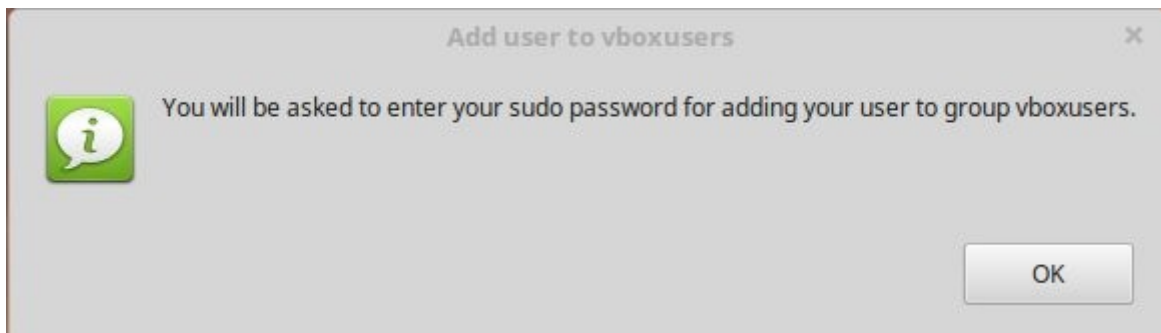 Add user to vboxusers
You will be asked to enter your sudo password for adding your user to group vboxusers.
OK